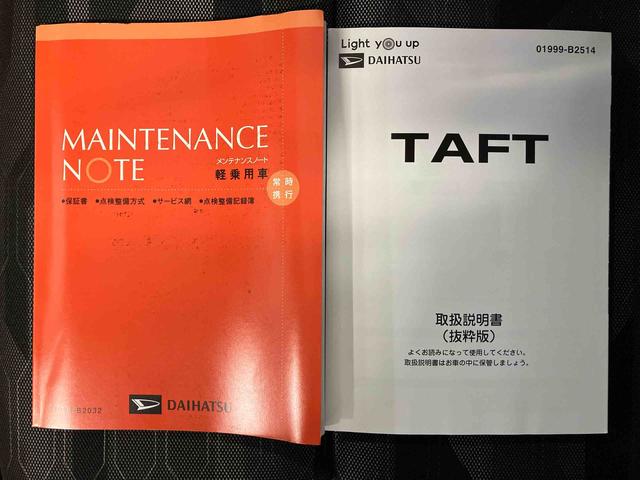 MAINTENANCE
NOTE
メンテナンスノート
軽乗用車
常時
携行
●保証書 ●点検整備方式 ●サービス網 ●点検整備記録簿
DAIHATSU
-B2032
Light you up
DAIHATSU
01999-B2514
TAFT
取扱説明書
（抜粋版）
よくお読みになって使用してください。
取扱説明書はお車の中に保管しましょう。